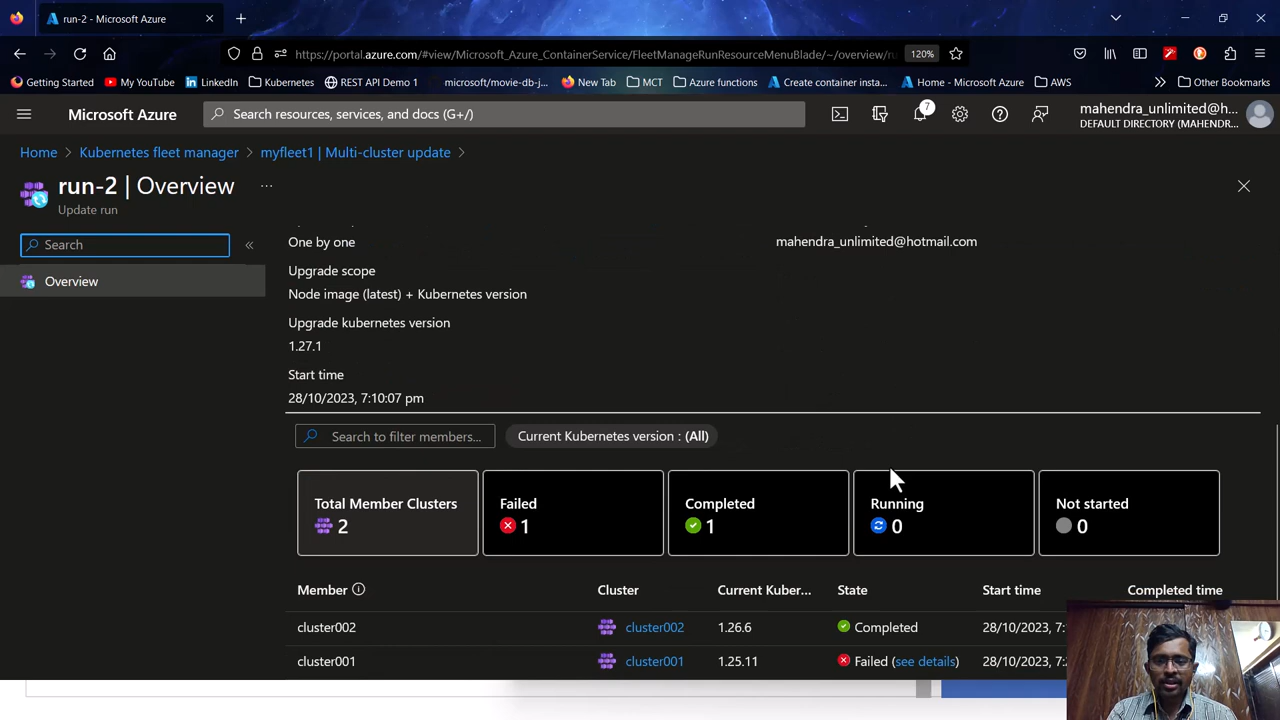 run-2 - Microsoft Azure
https://portal.azure.com/#view/Microsoft_Azure_ContainerService/FleetManageRunResourceMenuBlade/~/overview/ru
120%
Getting Started
My YouTube
LinkedIn
Kubernetes
REST API Demo 1
microsoft/movie-db-j...
New Tab
MCT
Azure functions
Create container insta...
Home - Microsoft Azure
AWS
Other Bookmarks
Microsoft Azure
Search resources, services, and docs (G+/)
7
mahendra_unlimited@h...
DEFAULT DIRECTORY (MAHENDR...
Home > Kubernetes fleet manager > myfleet1 | Multi-cluster update >
run-2 | Overview ...
Update run
Search
Overview
One by one
mahendra_unlimited@hotmail.com
Upgrade scope
Node image (latest) + Kubernetes version
Upgrade kubernetes version
1.27.1
Start time
28/10/2023, 7:10:07 pm
Search to filter members...
Current Kubernetes version : (All)
Total Member Clusters
2
Failed
1
Completed
1
Running
0
Not started
0
Member Cluster Current Kuber... State Start time Completed time
cluster002 cluster002 1.26.6 Completed 28/10/2023, 7:
cluster001 cluster001 1.25.11 Failed (see details) 28/10/2023, 7: